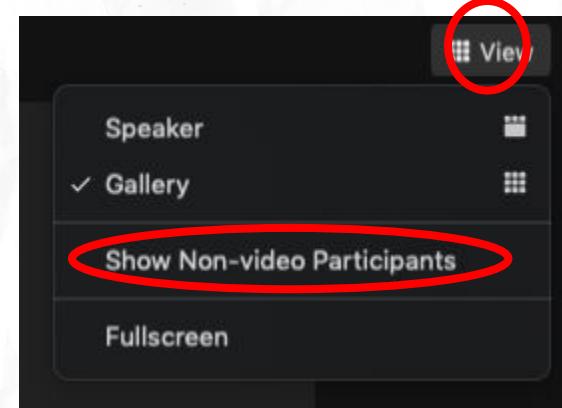 View
Speaker
Gallery
Show Non-video Participants
Fullscreen